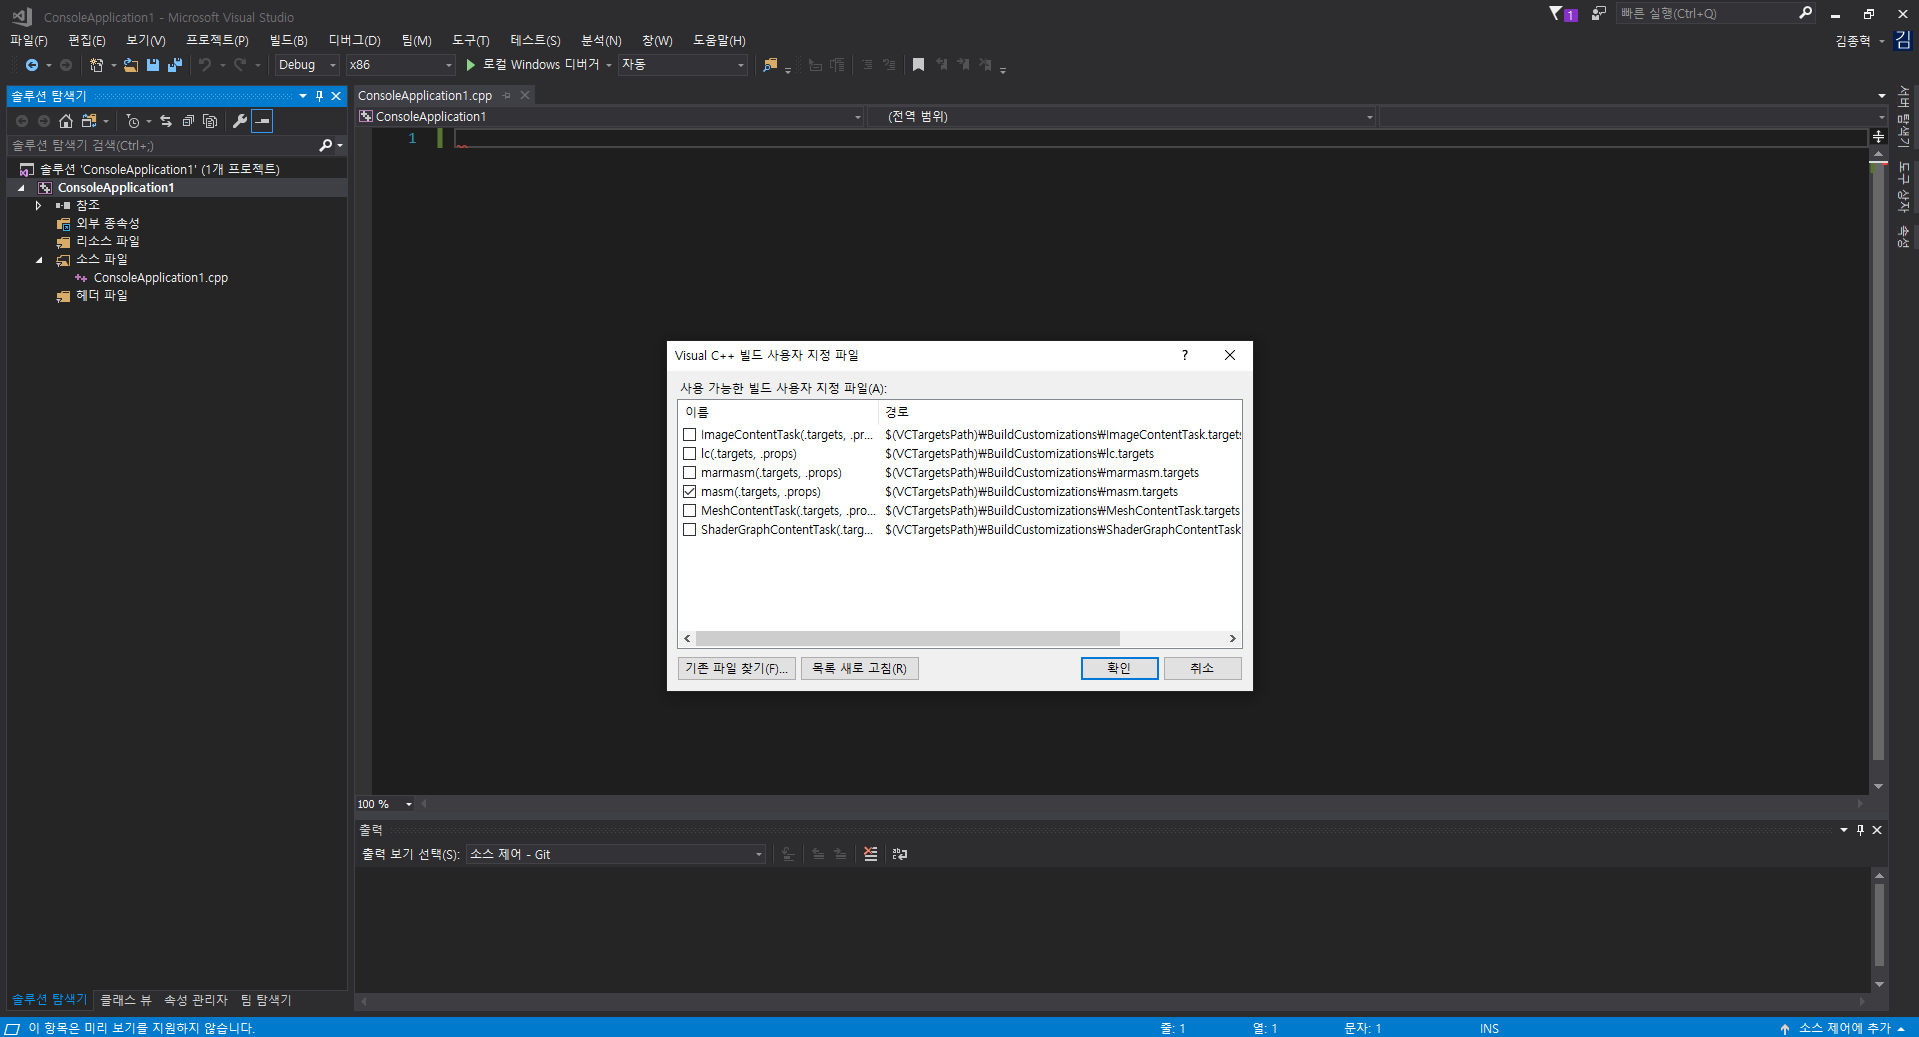 ConsoleApplication1 - Microsoft Visual Studio
1
빠른 실행(Ctrl+Q)
파일(F) 편집(E) 보기(V) 프로젝트(P) 빌드(B) 디버그(D) 팀(M) 도구(T) 테스트(S) 분석(N) 창(W) 도움말(H)
김종혁
김
Debug
x86
로컬 Windows 디버거
자동
솔루션 탐색기
솔루션 탐색기 검색(Ctrl+;)
솔루션 'ConsoleApplication1' (1개 프로젝트)
ConsoleApplication1
참조
외부 종속성
리소스 파일
소스 파일
ConsoleApplication1.cpp
헤더 파일
솔루션 탐색기 클래스 뷰 속성 관리자 팀 탐색기
ConsoleApplication1.cpp
ConsoleApplication1
(전역 범위)
1
서버 탐색기
도구 상자
속성
Visual C++ 빌드 사용자 지정 파일
?
사용 가능한 빌드 사용자 지정 파일(A):
이름 경로
ImageContentTask(.targets, .pr... $(VCTargetsPath)₩BuildCustomizations₩ImageContentTask.targets
lc(.targets, .props) $(VCTargetsPath)₩BuildCustomizations₩lc.targets
marmasm(.targets, .props) $(VCTargetsPath)₩BuildCustomizations₩marmasm.targets
masm(.targets, .props) $(VCTargetsPath)₩BuildCustomizations₩masm.targets
MeshContentTask(.targets, .pro... $(VCTargetsPath)₩BuildCustomizations₩MeshContentTask.targets
ShaderGraphContentTask(.targ... $(VCTargetsPath)₩BuildCustomizations₩ShaderGraphContentTask
기존 파일 찾기(F)... 목록 새로 고침(R) 확인 취소
100 %
출력
출력 보기 선택(S): 소스 제어 - Git
이 항목은 미리 보기를 지원하지 않습니다.
줄: 1 열: 1 문자: 1 INS
소스 제어에 추가